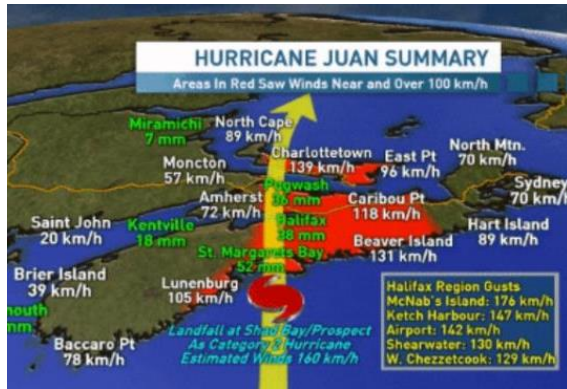 HURRICANE JUAN SUMMARY
Areas In Red Saw Winds Near and Over 100 km/h
Miramichi
7 mm
North Cape
89 km/h
Charlottetown
139 km/h
East Pt
96 km/h
North Mtn.
70 km/h
Moncton
57 km/h
Pugwash
36 mm
Sydney
70 km/h
Amherst
72 km/h
Caribou Pt
118 km/h
Saint John
20 km/h
Kentville
18 mm
Halifax
38 mm
Hart Island
89 km/h
Beaver Island
131 km/h
St. Margarets Bay
52 mm
Brier Island
39 km/h
Lunenburg
105 km/h
mouth
mm
Baccaro Pt
78 km/h
Landfall at Shad Bay/Prospect
As Category 2 Hurricane
Estimated Winds 160 km/h
Halifax Region Gusts
McNab's Island: 176 km/h
Ketch Harbour: 147 km/h
Airport: 142 km/h
Shearwater: 130 km/h
W. Chezzetcook: 129 km/h